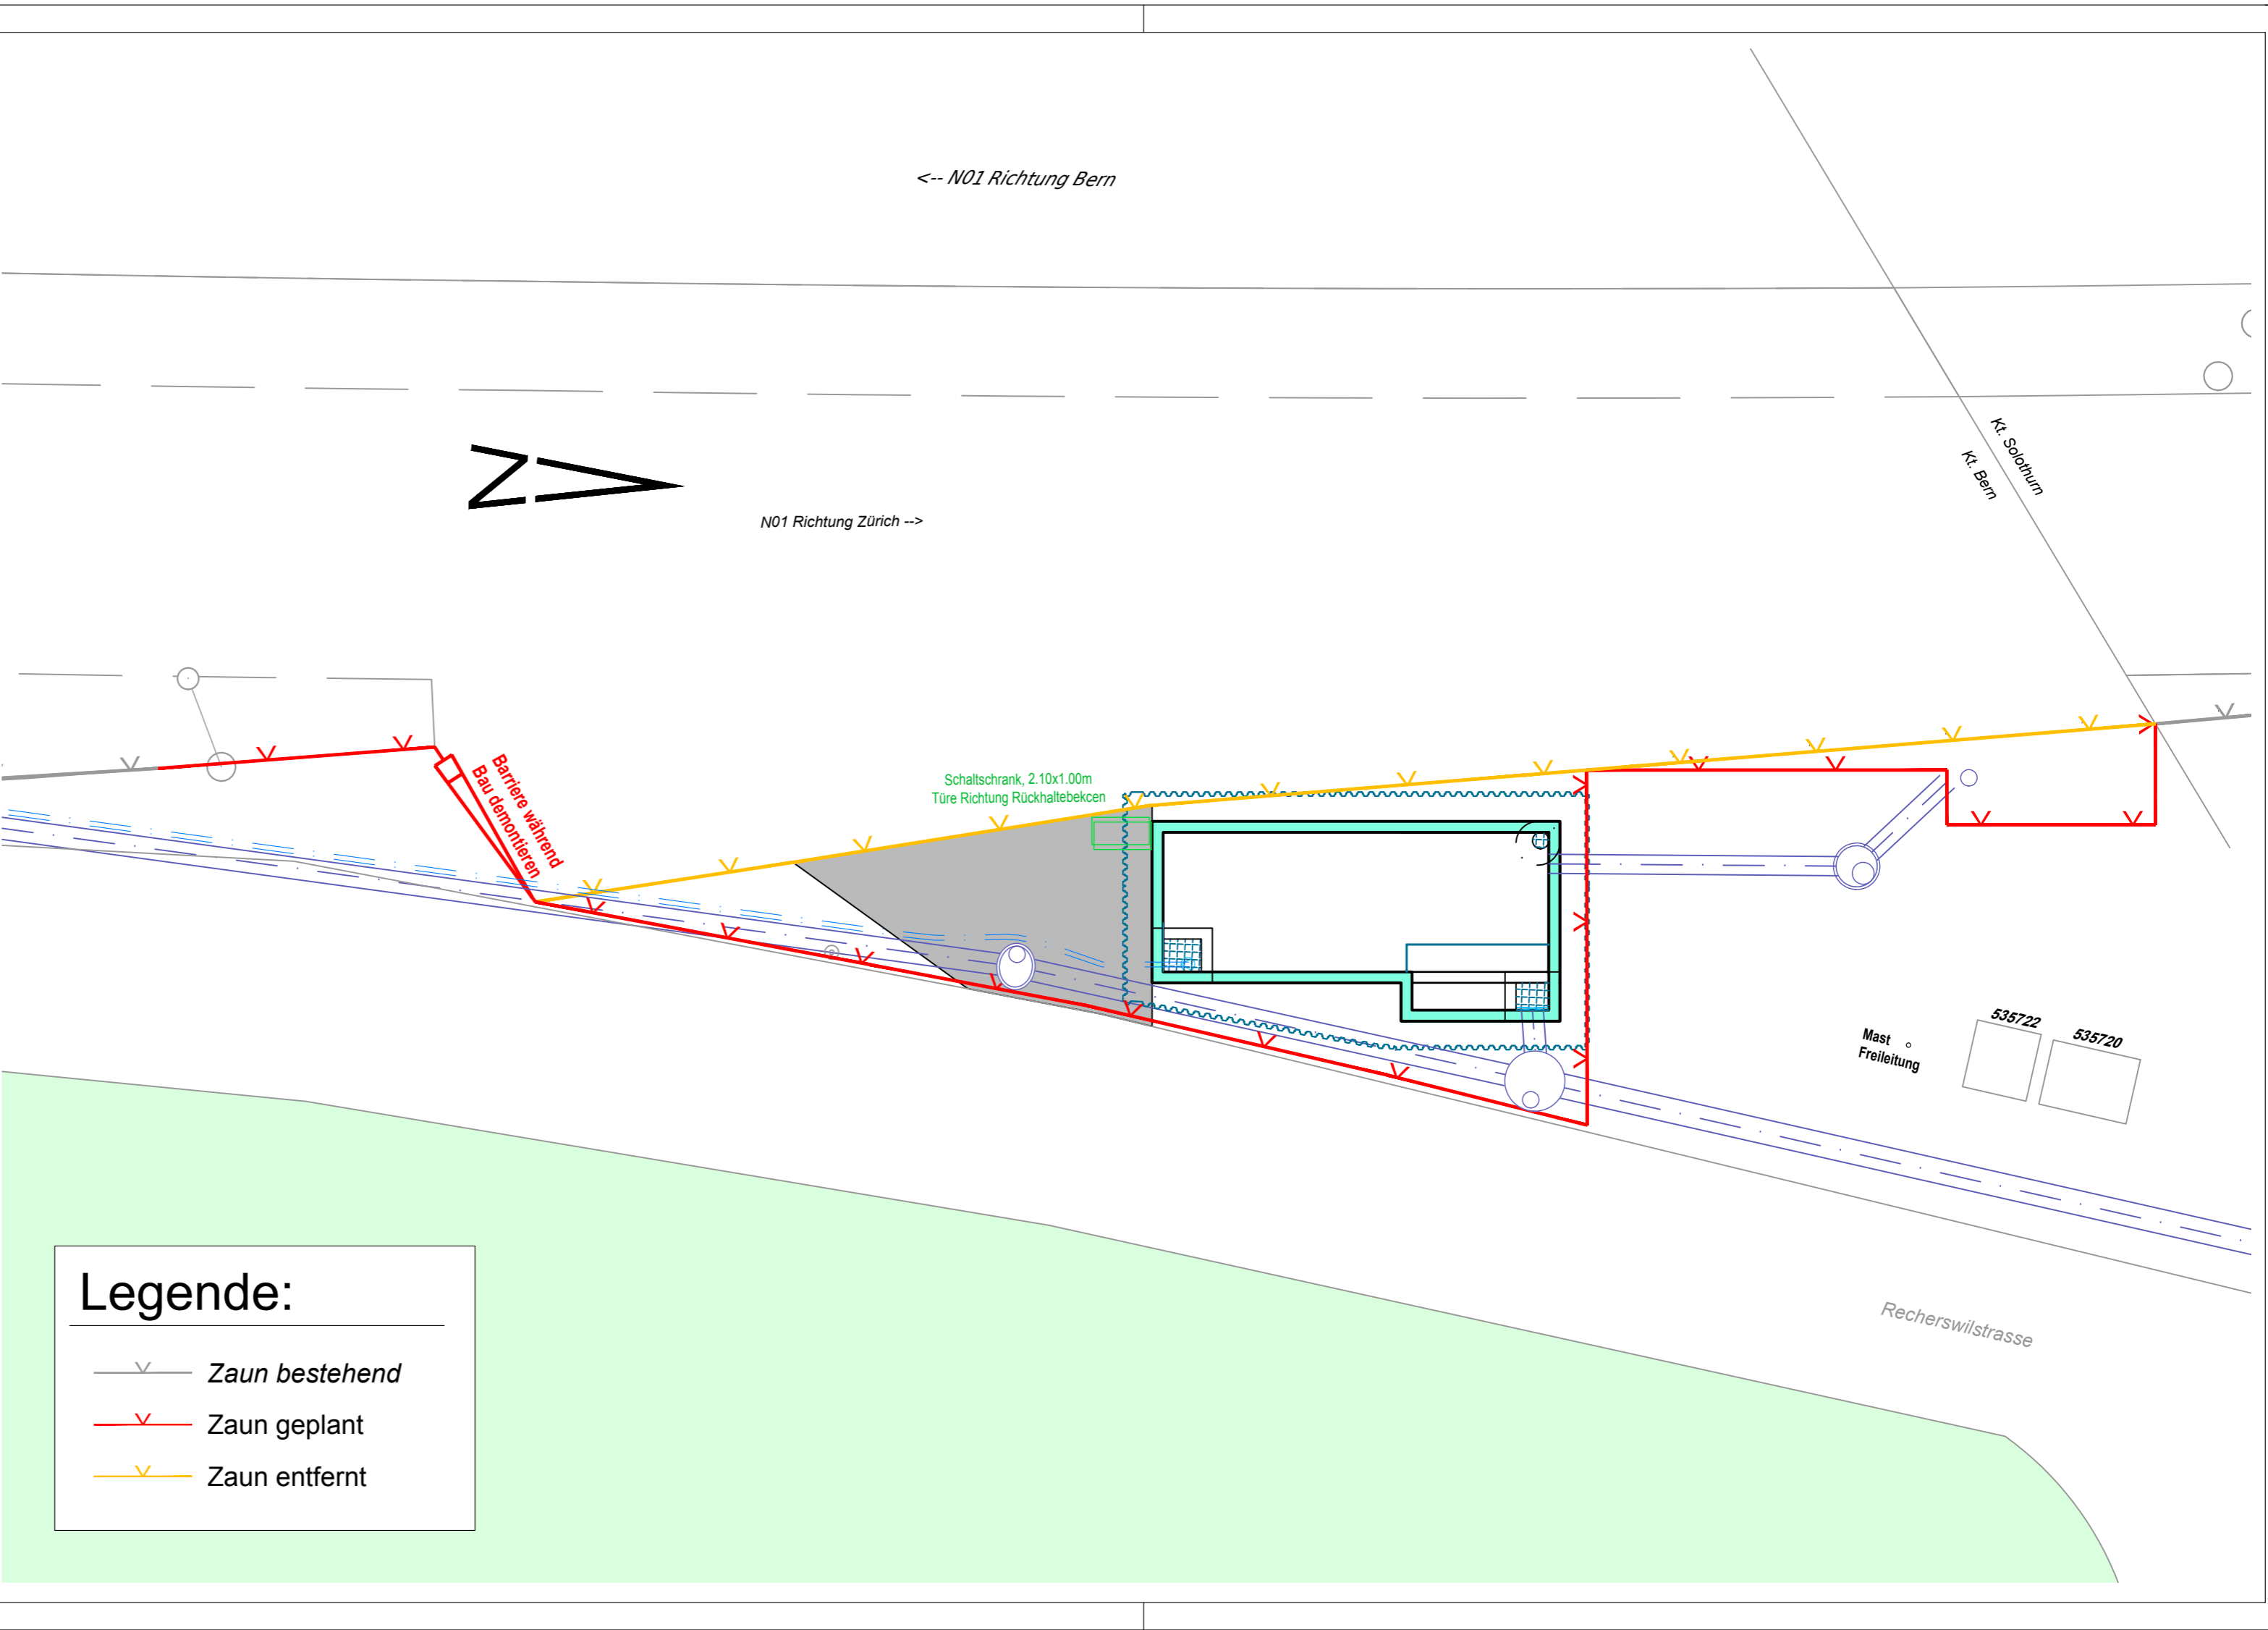 <-- N01 Richtung Bern
Kt. Solothurn
Kt. Bern
N
N01 Richtung Zürich -->
Barriere während
Bau demontieren
Schaltschrank, 2.10x1.00m
Türe Richtung Rückhaltebekcen
535722
535720
Mast
Freileitung
Recherswilstrasse
Legende:
Zaun bestehend
Zaun geplant
Zaun entfernt